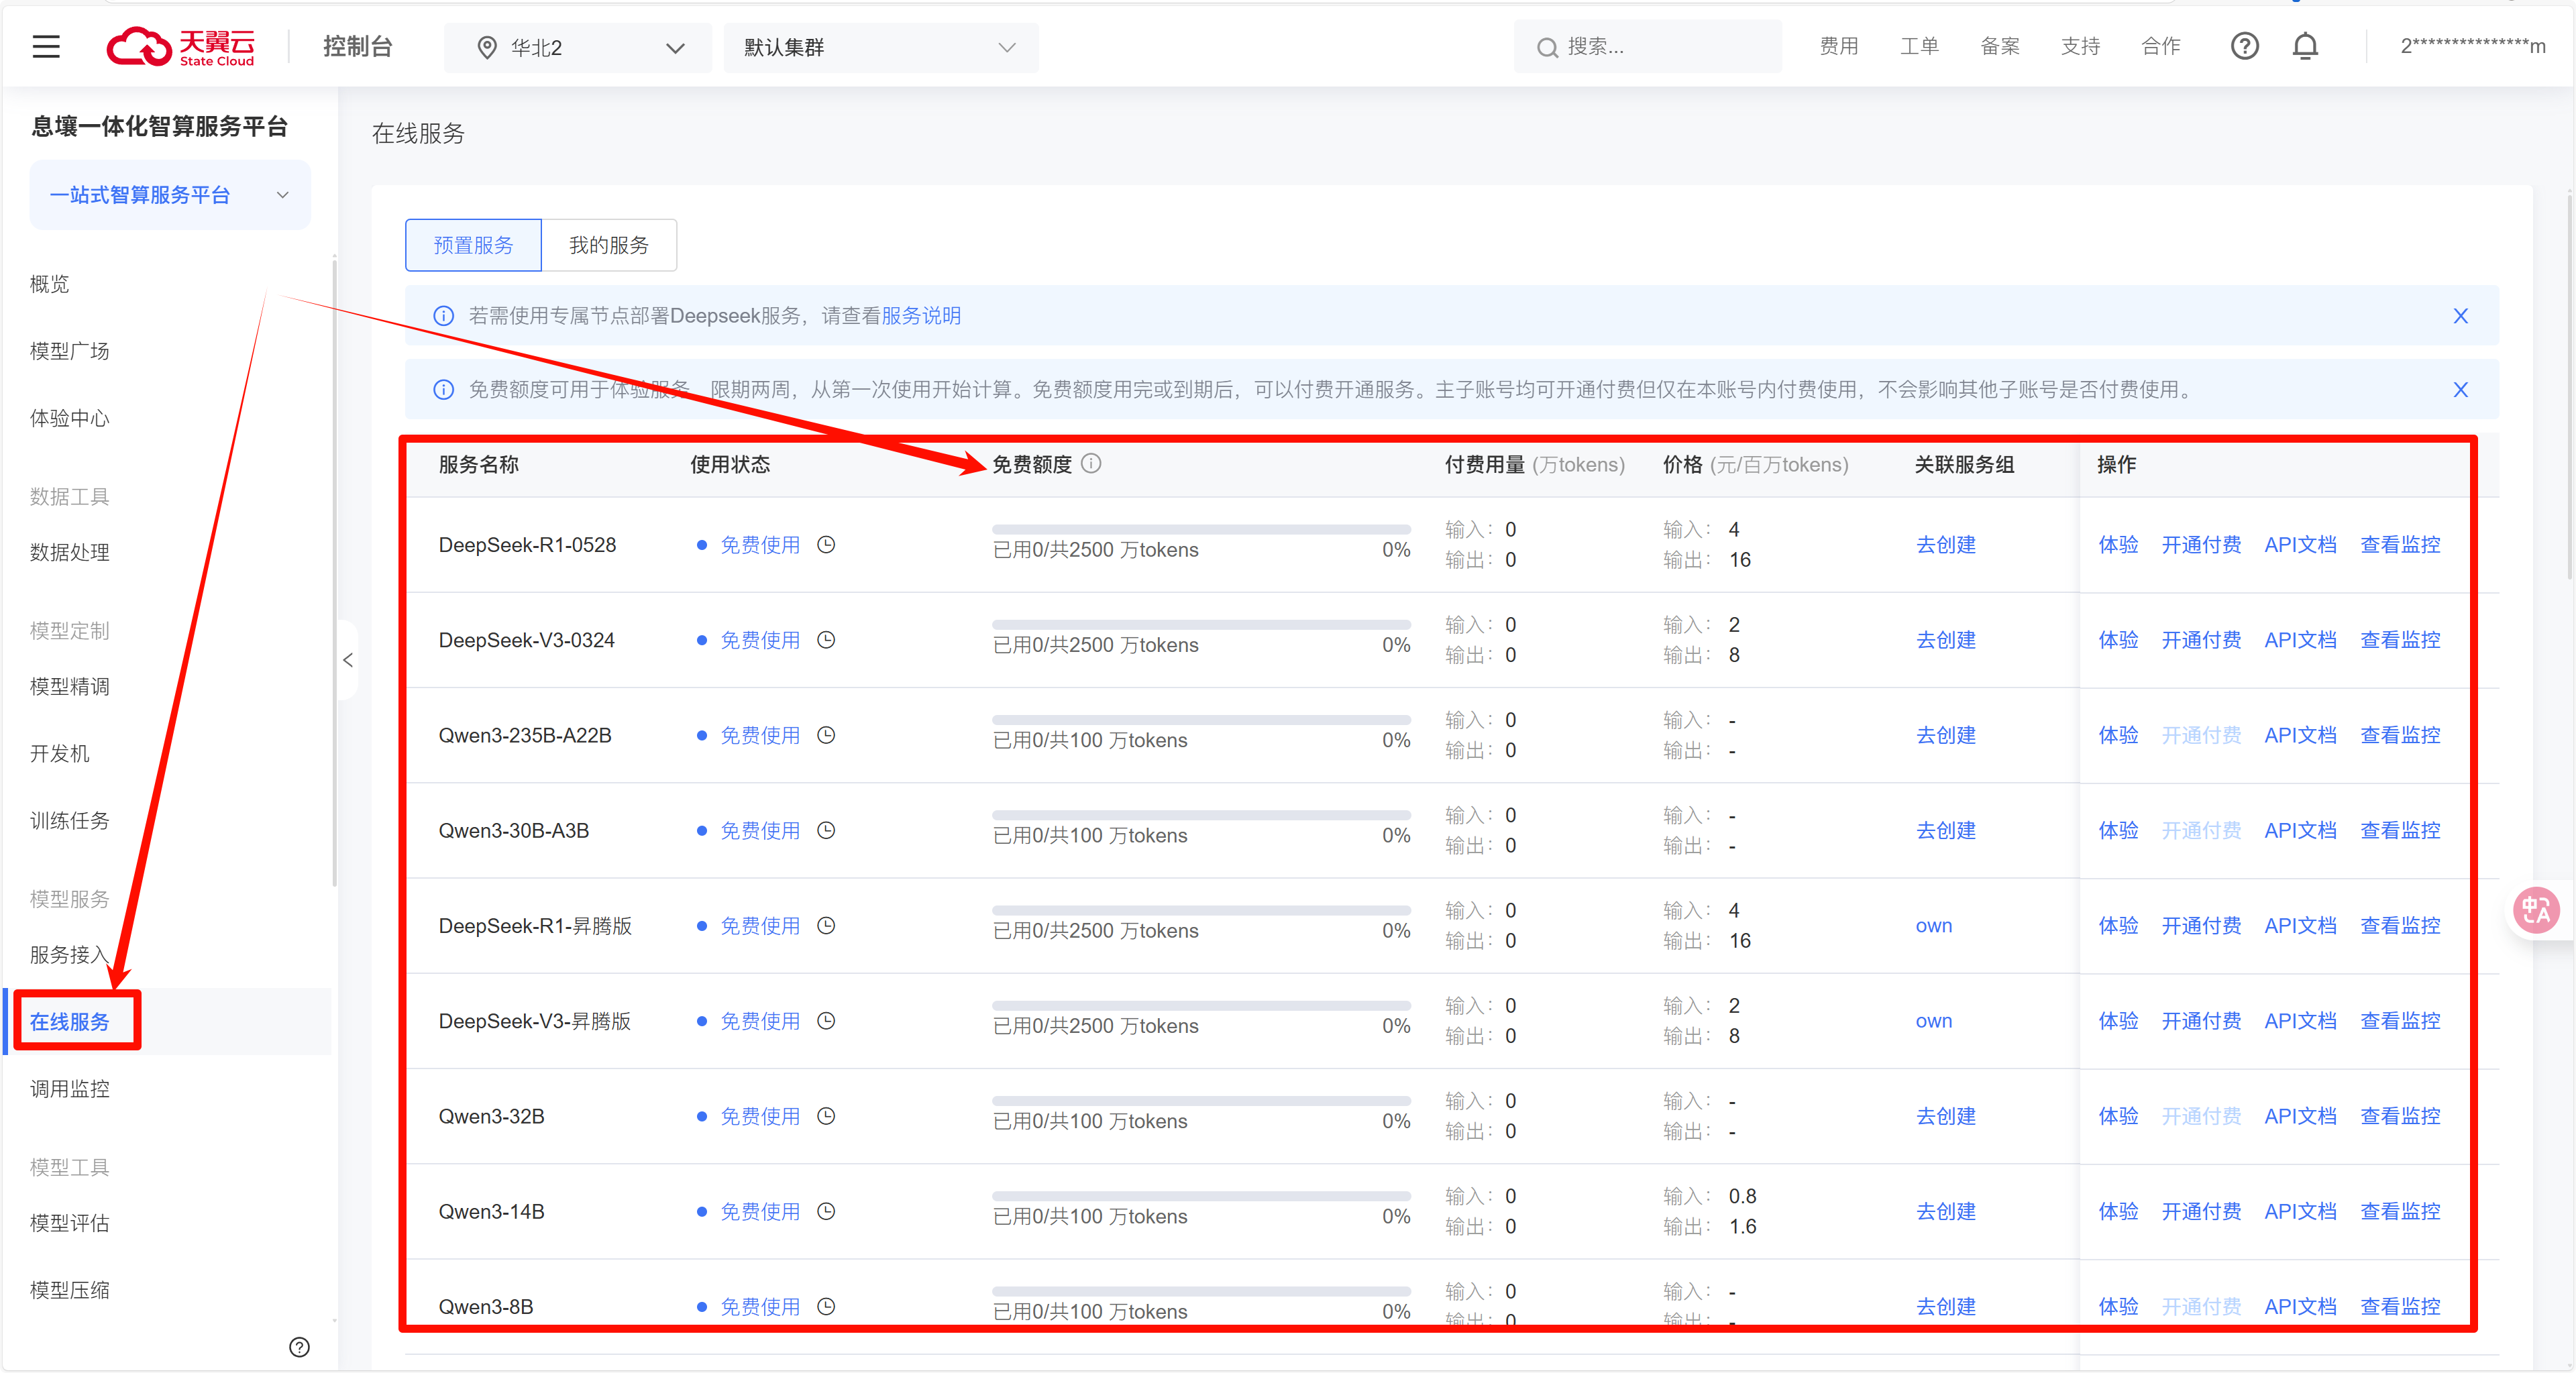 天翼云
State Cloud
控制台
华北2
默认集群
搜索...
费用
工单
备案
支持
合作
2***************m
息壤一体化智算服务平台
一站式智算服务平台
概览
模型广场
体验中心
数据工具
数据处理
模型定制
模型精调
开发机
训练任务
模型服务
服务接入
在线服务
调用监控
模型工具
模型评估
模型压缩
在线服务
预置服务 我的服务
若需使用专属节点部署Deepseek服务，请查看服务说明
免费额度可用于体验服务，限期两周，从第一次使用开始计算。免费额度用完或到期后，可以付费开通服务。主子账号均可开通付费但仅在本账号内付费使用，不会影响其他子账号是否付费使用。
服务名称 使用状态 免费额度 付费用量 (万tokens) 价格 (元/百万tokens) 关联服务组 操作
DeepSeek-R1-0528 免费使用 已用0/共2500 万tokens 0% 输入：0 输出：0 输入：4 输出：16 去创建 体验 开通付费 API文档 查看监控
DeepSeek-V3-0324 免费使用 已用0/共2500 万tokens 0% 输入：0 输出：0 输入：2 输出：8 去创建 体验 开通付费 API文档 查看监控
Qwen3-235B-A22B 免费使用 已用0/共100 万tokens 0% 输入：0 输出：0 输入：- 输出：- 去创建 体验 开通付费 API文档 查看监控
Qwen3-30B-A3B 免费使用 已用0/共100 万tokens 0% 输入：0 输出：0 输入：- 输出：- 去创建 体验 开通付费 API文档 查看监控
DeepSeek-R1-昇腾版 免费使用 已用0/共2500 万tokens 0% 输入：0 输出：0 输入：4 输出：16 own 体验 开通付费 API文档 查看监控
DeepSeek-V3-昇腾版 免费使用 已用0/共2500 万tokens 0% 输入：0 输出：0 输入：2 输出：8 own 体验 开通付费 API文档 查看监控
Qwen3-32B 免费使用 已用0/共100 万tokens 0% 输入：0 输出：0 输入：- 输出：- 去创建 体验 开通付费 API文档 查看监控
Qwen3-14B 免费使用 已用0/共100 万tokens 0% 输入：0 输出：0 输入：0.8 输出：1.6 去创建 体验 开通付费 API文档 查看监控
Qwen3-8B 免费使用 已用0/共100 万tokens 0% 输入：0 输出：0 输入：- 输出：- 去创建 体验 开通付费 API文档 查看监控